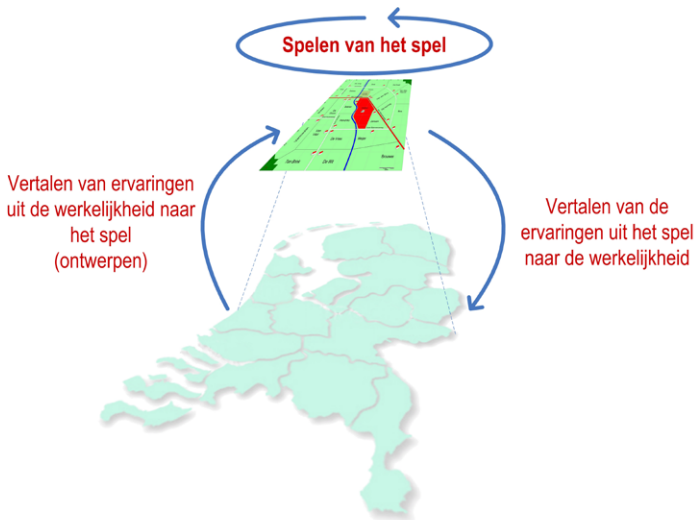 Spelen van het spel
Vertalen van ervaringen
uit de werkelijkheid naar
het spel
(ontwerpen)
Vertalen van de
ervaringen uit het spel
naar de werkelijkheid